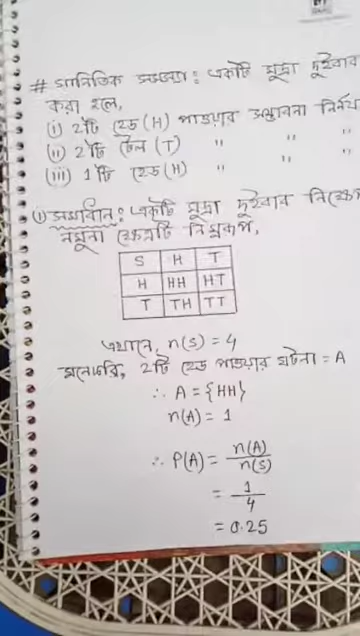 # গানিতিক সমস্যা : একটি মুদ্রা দুইবার
করা হলে,
(i) 2টি হেড (H) পাওয়ার সম্ভাবনা নির্ণয়
(ii) 2টি টেল (T) " " "
(iii) 1টি হেড (H) " " "
(i) সমাধান : একটি মুদ্রা দুইবার নিক্ষেপ
নমুনা ক্ষেত্রটি নিম্নরূপ,
S H T
H HH HT
T TH TT
এখানে, n(S) = 4
মনেকরি, 2টি হেড পাওয়ার ঘটনা = A
∴ A = {HH}
n(A) = 1
∴ P(A) = n(A)/n(S)
= 1/4
= 0.25